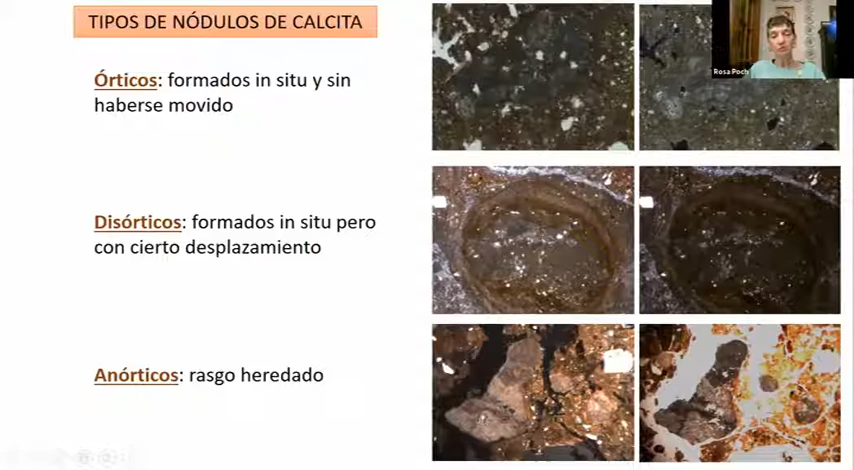 TIPOS DE NÓDULOS DE CALCITA
Órticos: formados in situ y sin
haberse movido
Disórticos: formados in situ pero
con cierto desplazamiento
Anórticos: rasgo heredado
Rosa Poch